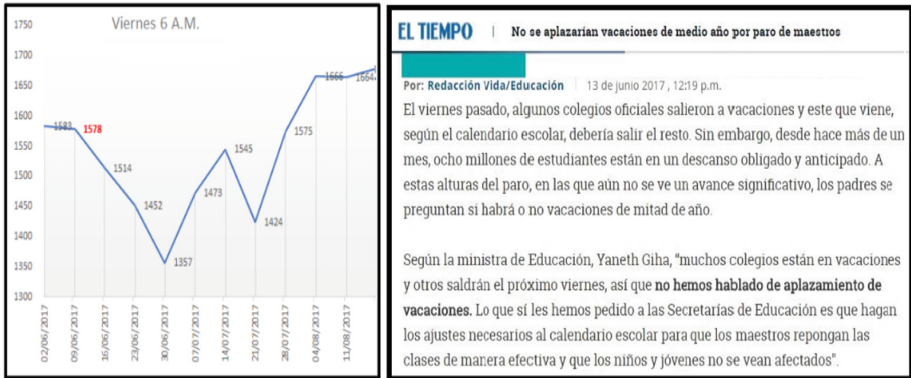 Viernes 6 A.M.
1750
1700
1650
1600
1550
1500
1450
1400
1350
1300
1583
1578
1514
1452
1357
1473
1545
1424
1575
1666
1664
02/06/2017
09/06/2017
16/06/2017
23/06/2017
30/06/2017
07/07/2017
14/07/2017
21/07/2017
28/07/2017
04/08/2017
11/08/2017
EL TIEMPO | No se aplazarían vacaciones de medio año por paro de maestros
Por: Redacción Vida/Educación | 13 de junio 2017 , 12:19 p.m.
El viernes pasado, algunos colegios oficiales salieron a vacaciones y este que viene,
según el calendario escolar, debería salir el resto. Sin embargo, desde hace más de un
mes, ocho millones de estudiantes están en un descanso obligado y anticipado. A
estas alturas del paro, en las que aún no se ve un avance significativo, los padres se
preguntan si habrá o no vacaciones de mitad de año.
Según la ministra de Educación, Yaneth Giha, "muchos colegios están en vacaciones
y otros saldrán el próximo viernes, así que no hemos hablado de aplazamiento de
vacaciones. Lo que sí les hemos pedido a las Secretarías de Educación es que hagan
los ajustes necesarios al calendario escolar para que los maestros repongan las
clases de manera efectiva y que los niños y jóvenes no se vean afectados".